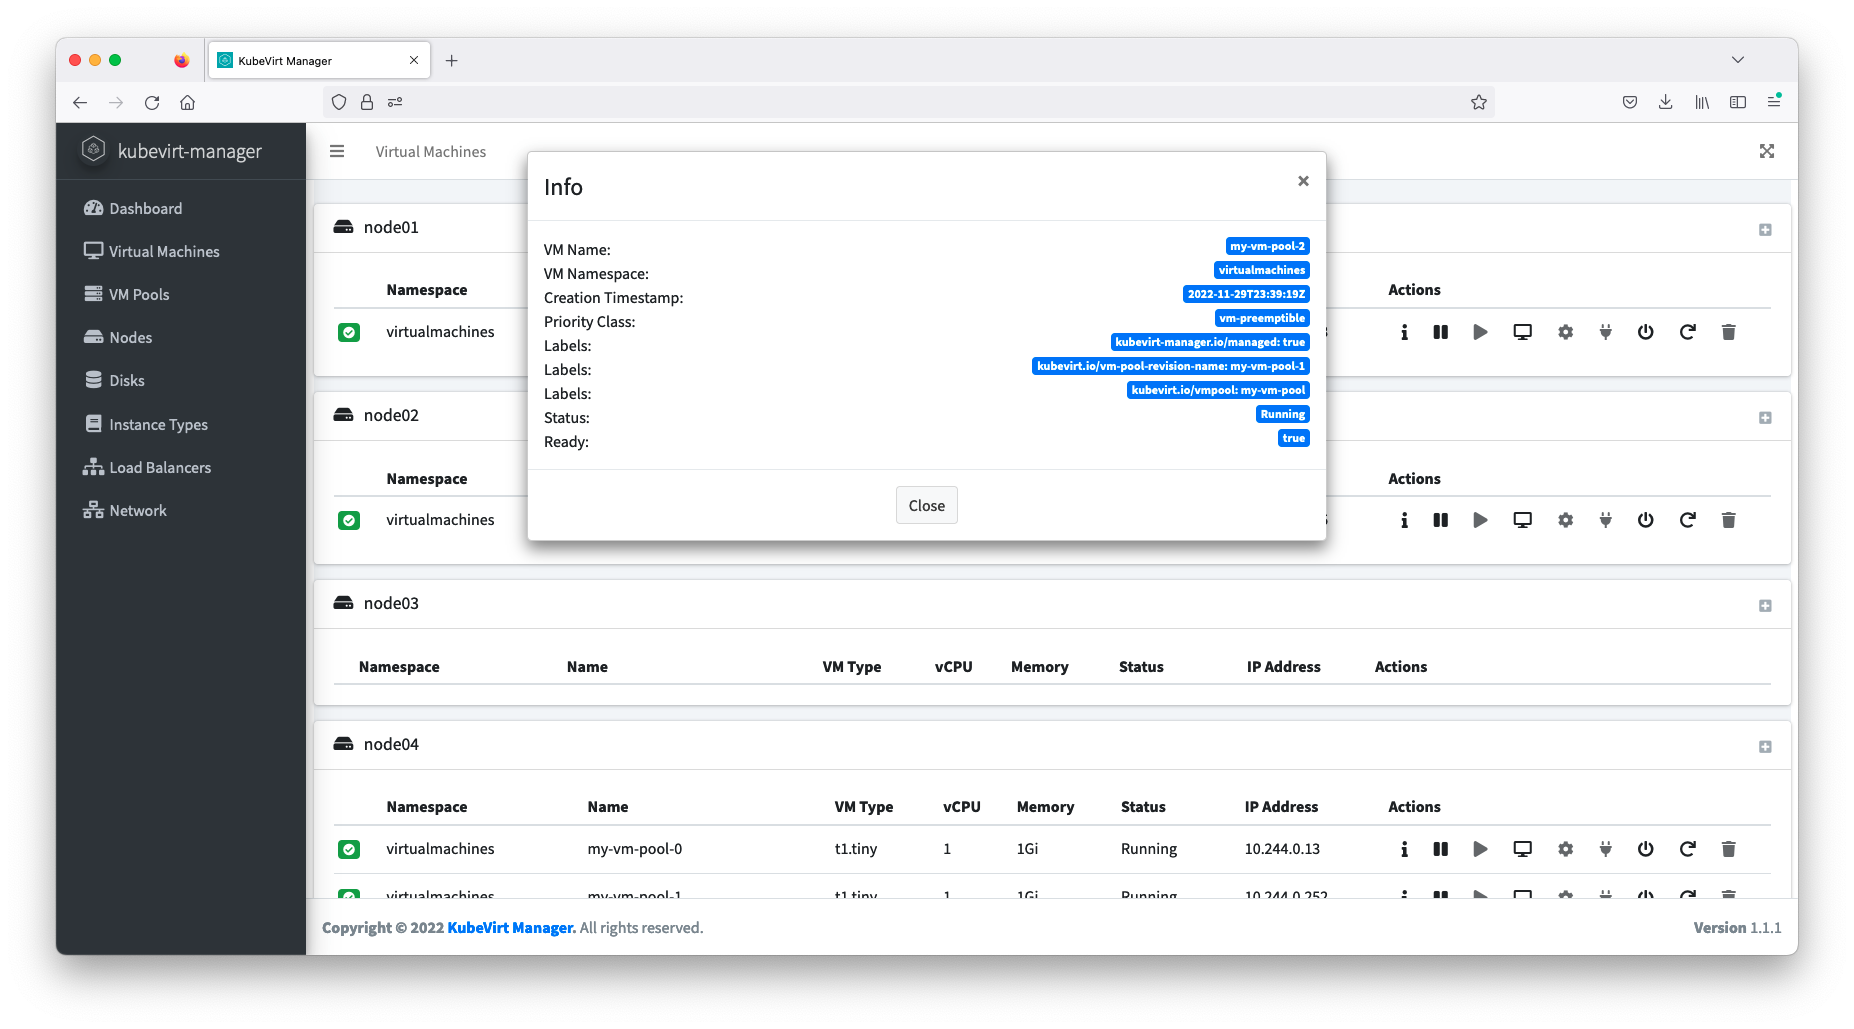 KubeVirt Manager
kubevirt-manager
Virtual Machines
Dashboard
Virtual Machines
VM Pools
Nodes
Disks
Instance Types
Load Balancers
Network
Info
VM Name: my-vm-pool-2
VM Namespace: virtualmachines
Creation Timestamp: 2022-11-29T23:39:19Z
Priority Class: vm-preemptible
Labels: kubevirt-manager.io/managed: true
Labels: kubevirt.io/vm-pool-revision-name: my-vm-pool-1
Labels: kubevirt.io/vmpool: my-vm-pool
Status: Running
Ready: true
Close
node01
Namespace Actions
virtualmachines
node02
Namespace Actions
virtualmachines
node03
Namespace Name VM Type vCPU Memory Status IP Address Actions
node04
Namespace Name VM Type vCPU Memory Status IP Address Actions
virtualmachines my-vm-pool-0 t1.tiny 1 1Gi Running 10.244.0.13
virtualmachines my-vm-pool-1 t1.tiny 1 1Gi Running 10.244.0.252
Copyright © 2022 KubeVirt Manager. All rights reserved.
Version 1.1.1